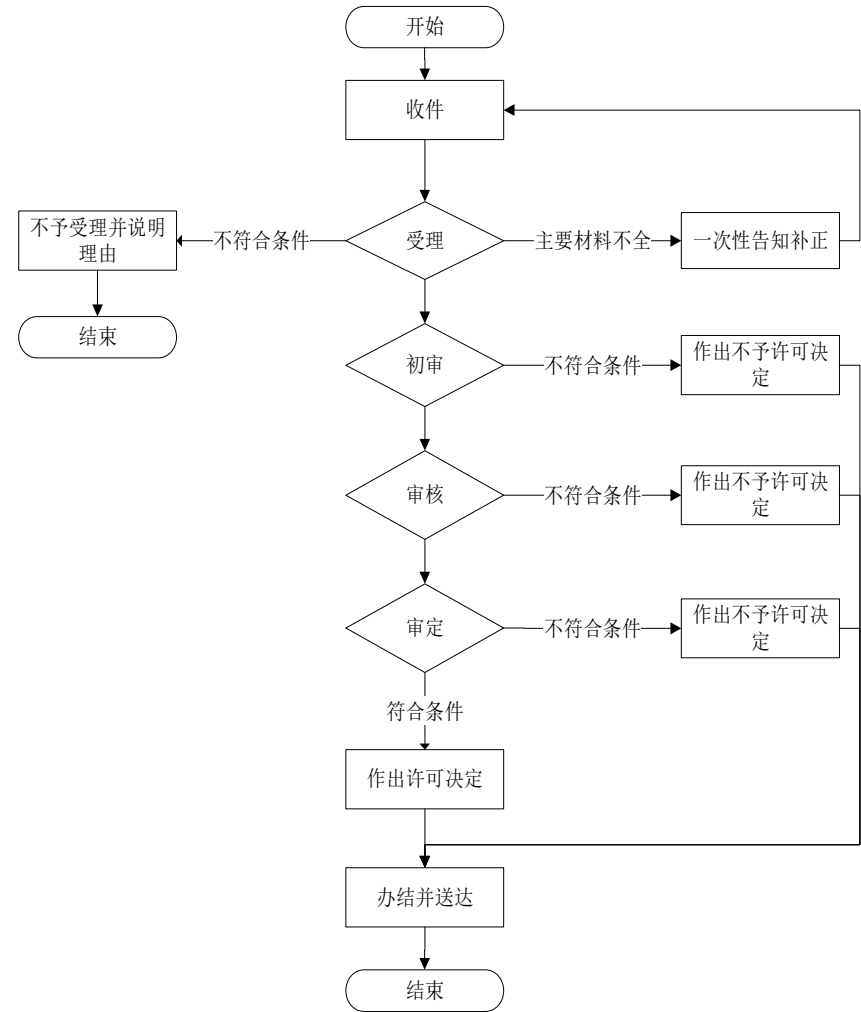 开始
收件
不予受理并说明
理由
不符合条件
受理
主要材料不全
一次性告知补正
结束
初审
不符合条件
作出不予许可决
定
审核
不符合条件
作出不予许可决
定
审定
不符合条件
作出不予许可决
定
符合条件
作出许可决定
办结并送达
结束